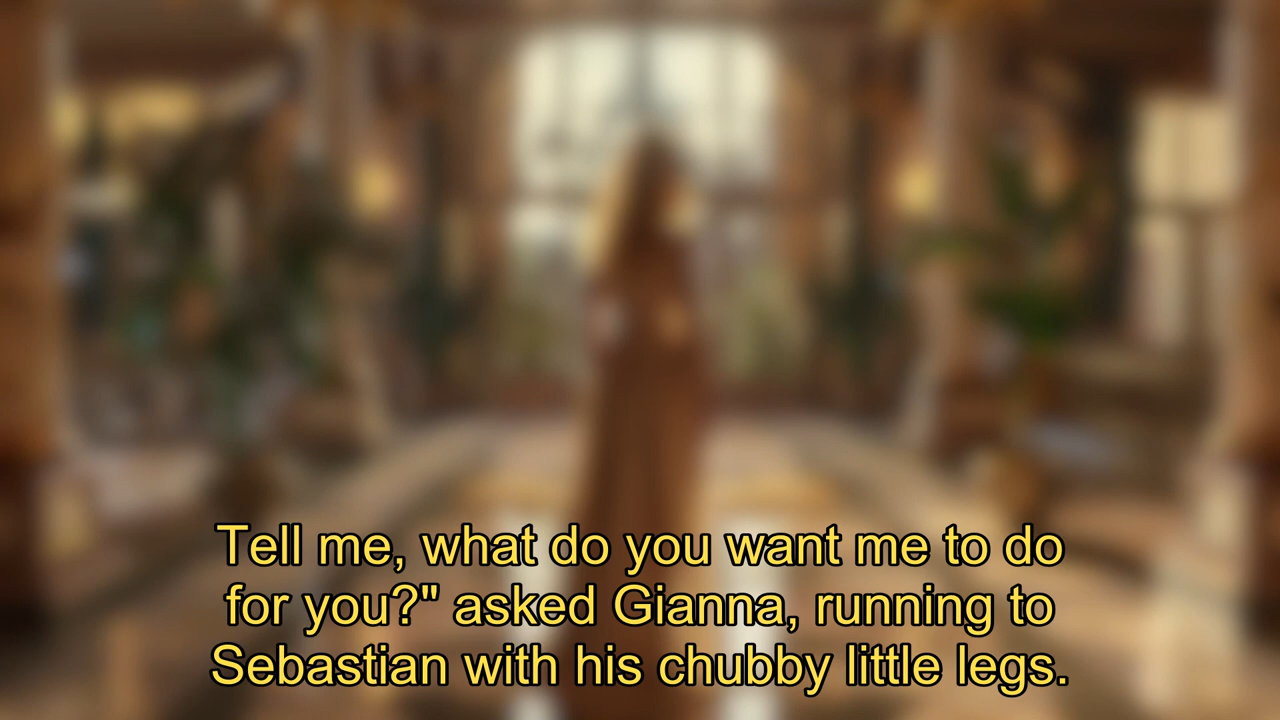 Tell me, what do you want me to do
for you?" asked Gianna, running to
Sebastian with his chubby little legs.